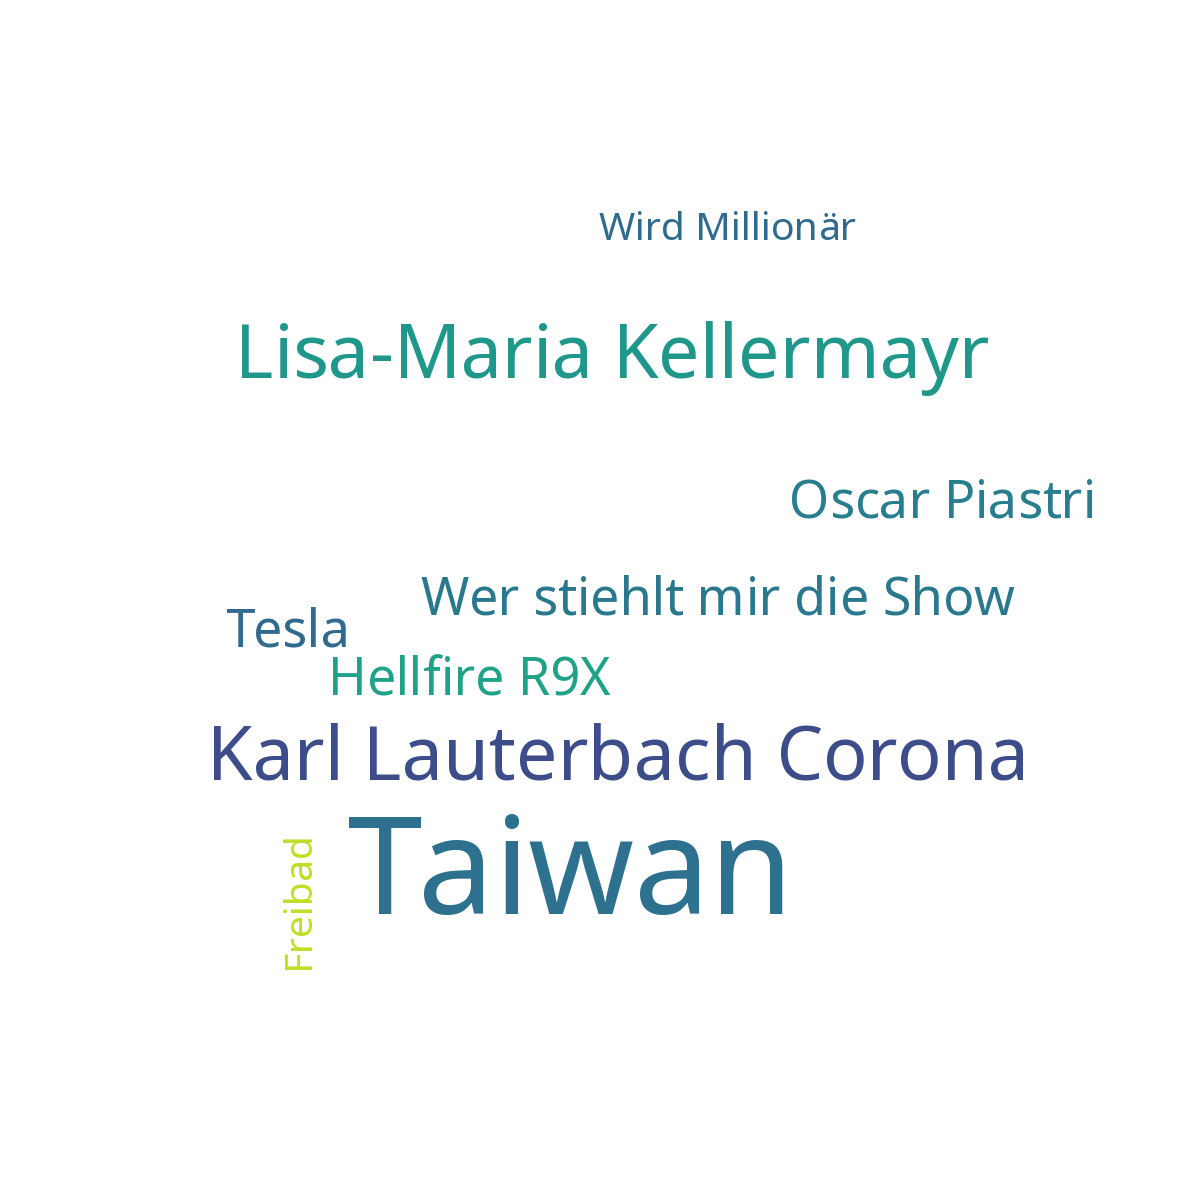 Wird Millionär
Lisa-Maria Kellermayr
Oscar Piastri
Wer stiehlt mir die Show
Tesla
Hellfire R9X
Karl Lauterbach Corona
Taiwan
Freibad